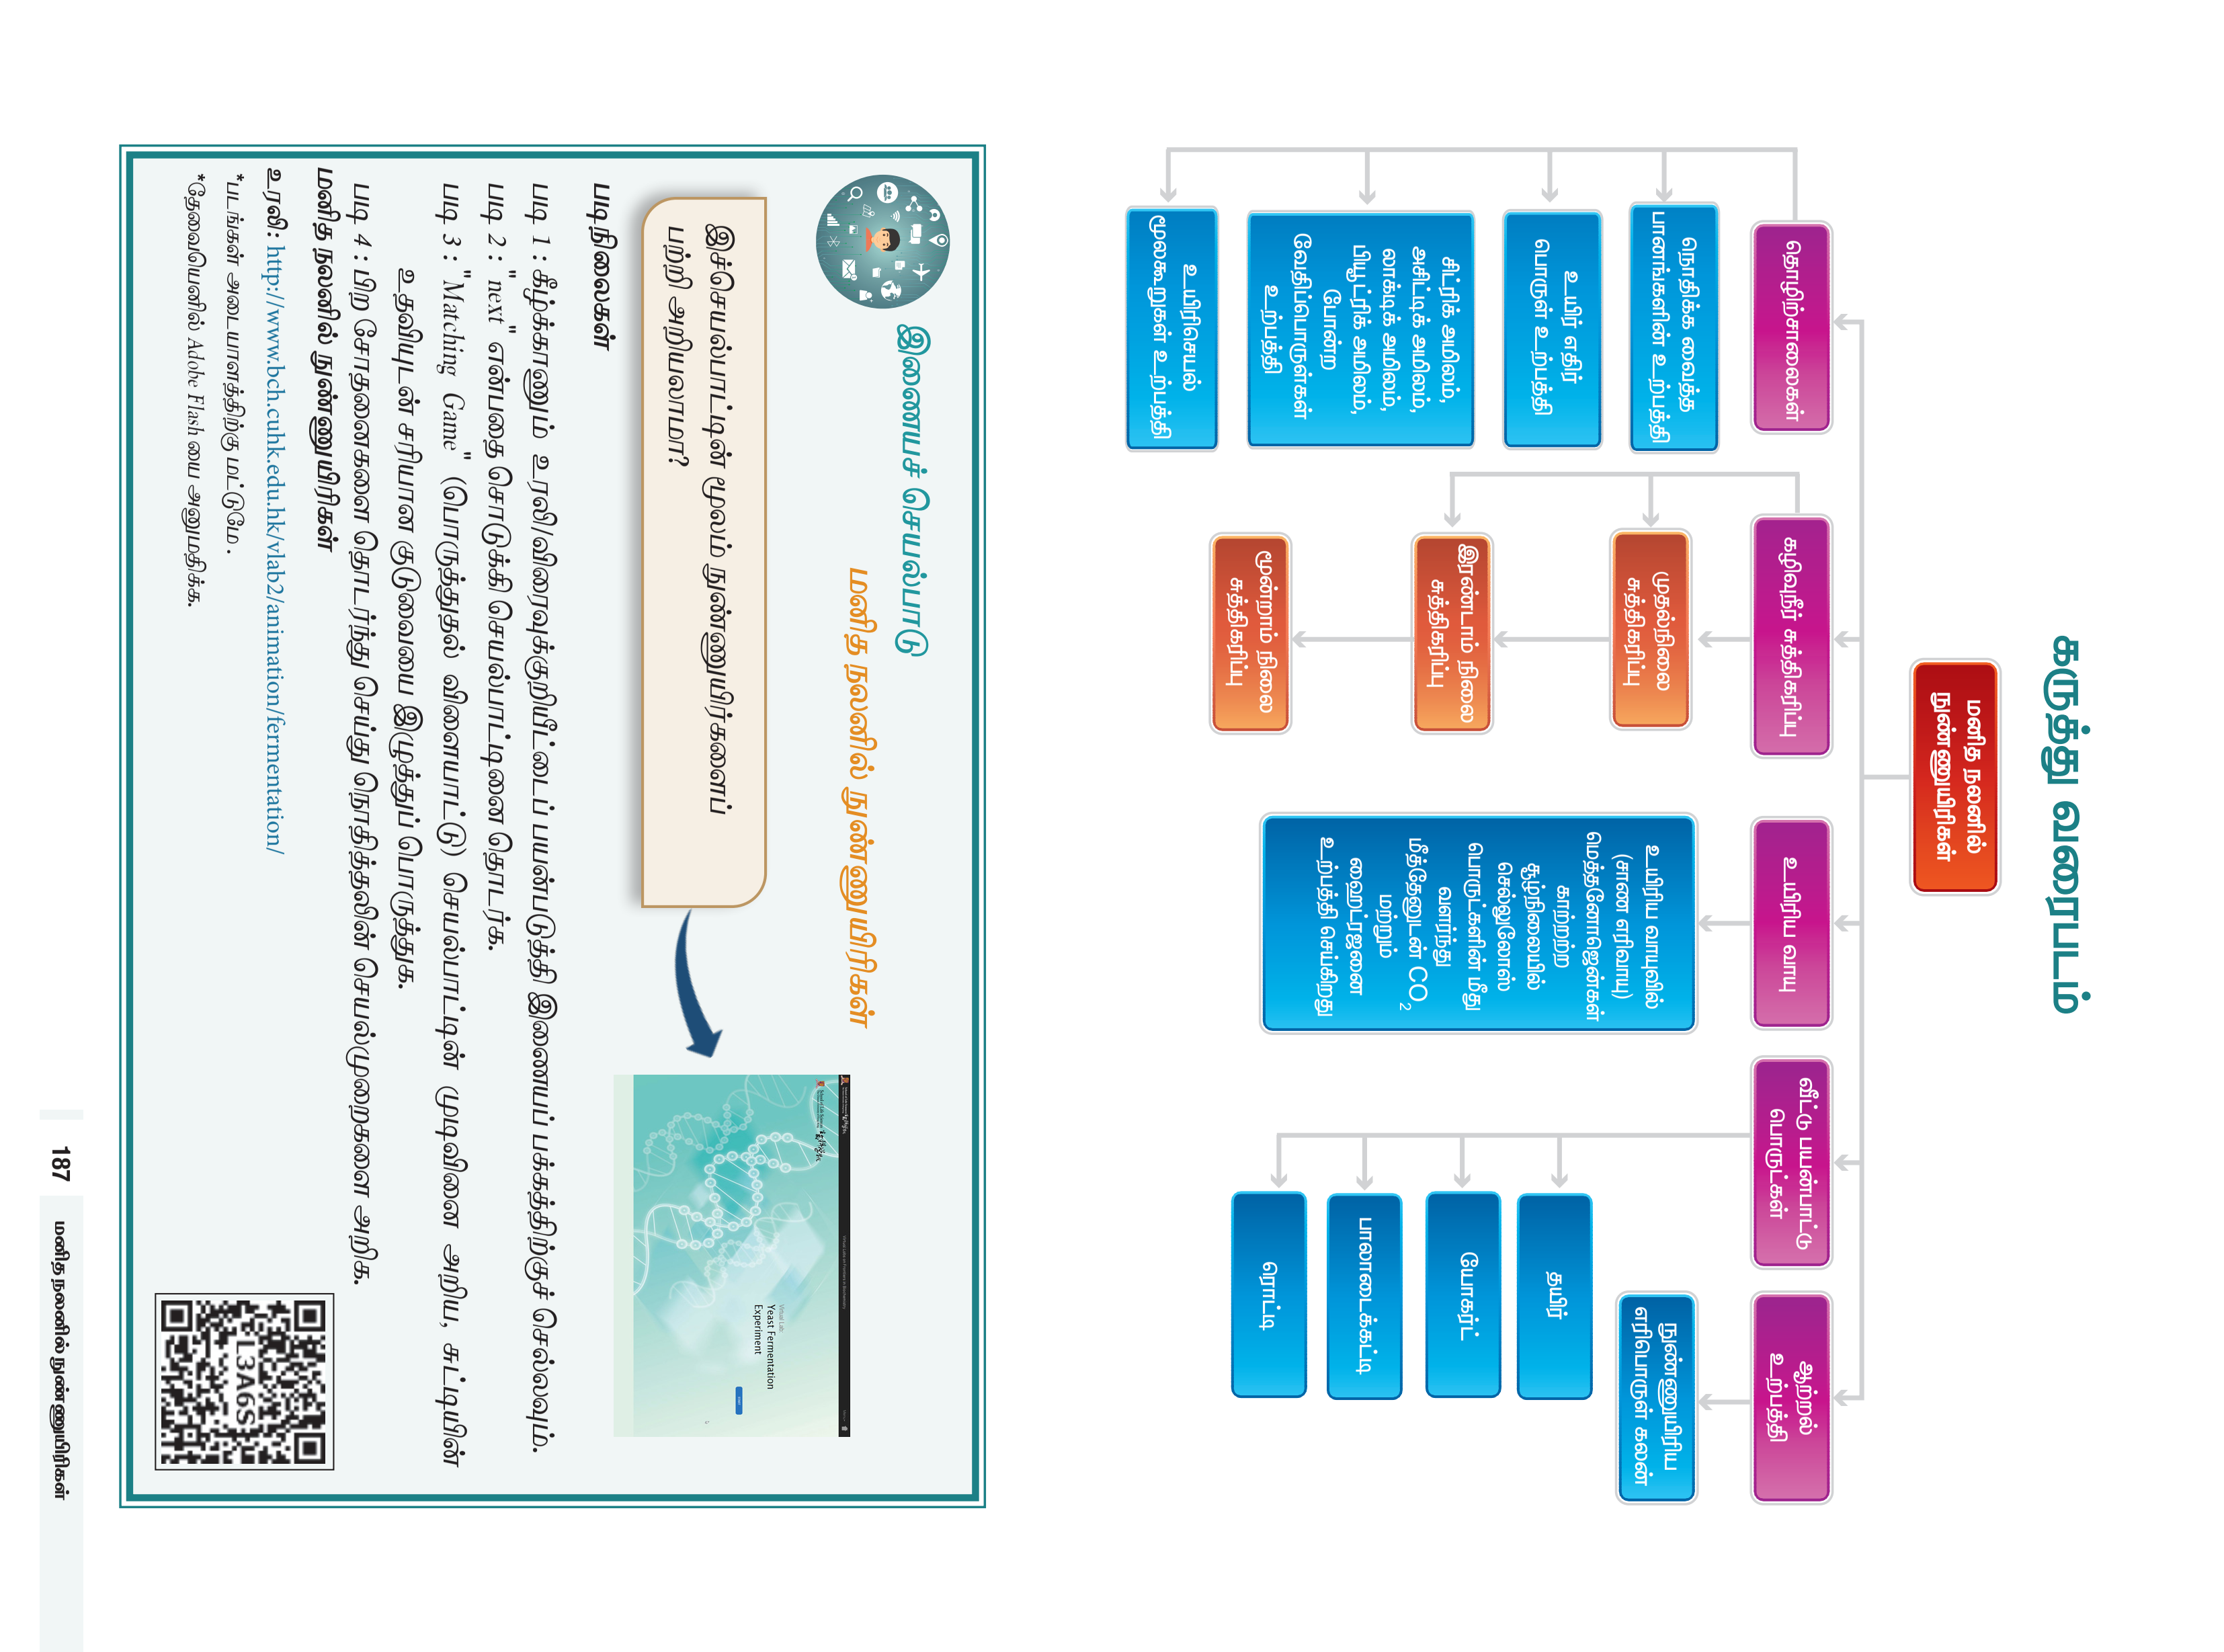 கருத்து வரைபடம்
மனித நலனில்
நுண்ணுயிரிகள்
தொழிற்சாலைகள்
நொதிக்க வைத்த
பானங்களின் உற்பத்தி
உயிர் எதிர்
பொருள் உற்பத்தி
சிட்ரிக் அமிலம்,
அசிட்டிக் அமிலம்,
லாக்டிக் அமிலம்,
பியூட்ரிக் அமிலம்,
போன்ற
வேதிப்பொருள்கள்
உற்பத்தி
உயிரிசெயல்
மூலகூறுகள் உற்பத்தி
கழிவுநீர் சுத்திகரிப்பு
முதல்நிலை
சுத்திகரிப்பு
இரண்டாம் நிலை
சுத்திகரிப்பு
மூன்றாம் நிலை
சுத்திகரிப்பு
உயிரிய வாயு
உயிரிய வாயுவில்
(சாண எரிவாயு)
மெத்தனோஜென்கள்
காற்றற்ற
சூழ்நிலையில்
செல்லுலோஸ்
பொருட்களின் மீது
வளர்ந்து
மீத்தேனுடன் CO₂
மற்றும்
ஹைட்ரஜனை
உற்பத்தி செய்கிறது
வீட்டு பயன்பாட்டு
பொருட்கள்
தயிர்
யோகர்ட்
பாலாடைக்கட்டி
ரொட்டி
ஆற்றல்
உற்பத்தி
நுண்ணுயிரிய
எரிபொருள் கலன்
இணையச் செயல்பாடு
மனித நலனில் நுண்ணுயிரிகள்
இச்செயல்பாட்டின் மூலம் நுண்ணுயிர்களைப்
பற்றி அறியலாமா?
Virtual Lab
Yeast Fermentation
Experiment
படிநிலைகள்
படி 1 : கீழ்க்காணும் உரலி/விரைவுக்குறியீட்டைப் பயன்படுத்தி இணையப் பக்கத்திற்குச் செல்லவும்.
படி 2 : "next" என்பதை சொடுக்கி செயல்பாட்டினை தொடர்க.
படி 3 : "Matching Game" (பொருத்துதல் விளையாட்டு) செயல்பாட்டின் முடிவினை அறிய, சுட்டியின்
உதவியுடன் சரியான குடுவையை இழுத்துப் பொருத்துக.
படி 4 : பிற சோதனைகளை தொடர்ந்து செய்து நொதித்தலின் செயல்முறைகளை அறிக.
மனித நலனில் நுண்ணுயிரிகள்
உரலி: http://www.bch.cuhk.edu.hk/vlab2/animation/fermentation/
*படங்கள் அடையாளத்திற்கு மட்டுமே .
*தேவையெனில் Adobe Flash யை அனுமதிக்க.
L3A6S1
187 மனித நலனில் நுண்ணுயிரிகள்